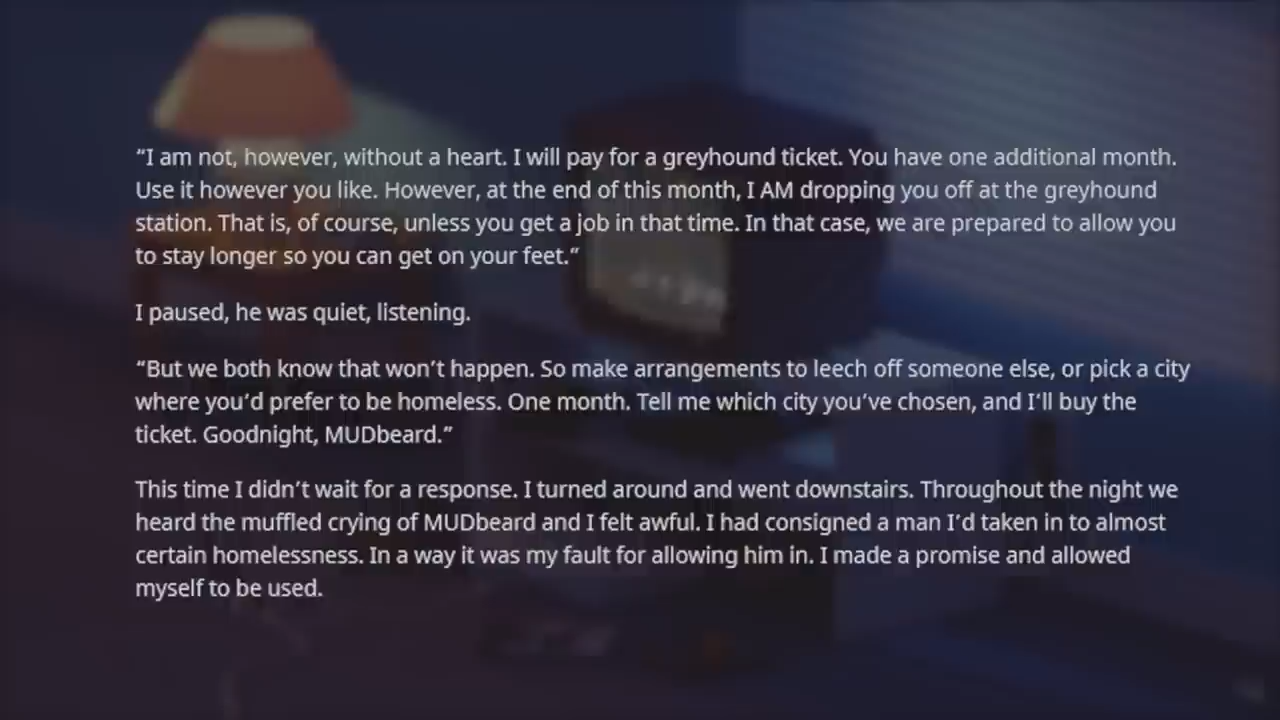 “I am not, however, without a heart. I will pay for a greyhound ticket. You have one additional month.
Use it however you like. However, at the end of this month, I AM dropping you off at the greyhound
station. That is, of course, unless you get a job in that time. In that case, we are prepared to allow you
to stay longer so you can get on your feet.”
I paused, he was quiet, listening.
“But we both know that won’t happen. So make arrangements to leech off someone else, or pick a city
where you’d prefer to be homeless. One month. Tell me which city you’ve chosen, and I’ll buy the
ticket. Goodnight, MUDbeard.”
This time I didn’t wait for a response. I turned around and went downstairs. Throughout the night we
heard the muffled crying of MUDbeard and I felt awful. I had consigned a man I’d taken in to almost
certain homelessness. In a way it was my fault for allowing him in. I made a promise and allowed
myself to be used.